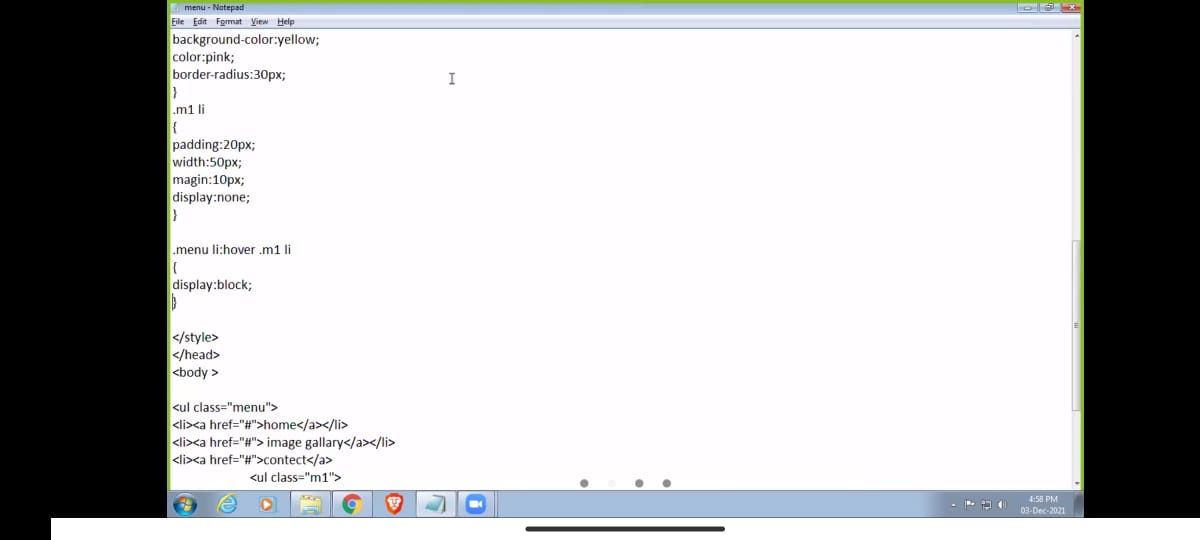 menu - Notepad
File Edit Format View Help
background-color:yellow;
color:pink;
border-radius:30px;
}
.m1 li
{
padding:20px;
width:50px;
magin:10px;
display:none;
}
.menu li:hover .m1 li
{
display:block;
}
</style>
</head>
<body >
<ul class="menu">
<li><a href="#">home</a></li>
<li><a href="#"> image gallary</a></li>
<li><a href="#">contect</a>
<ul class="m1">
4:58 PM
03-Dec-2021